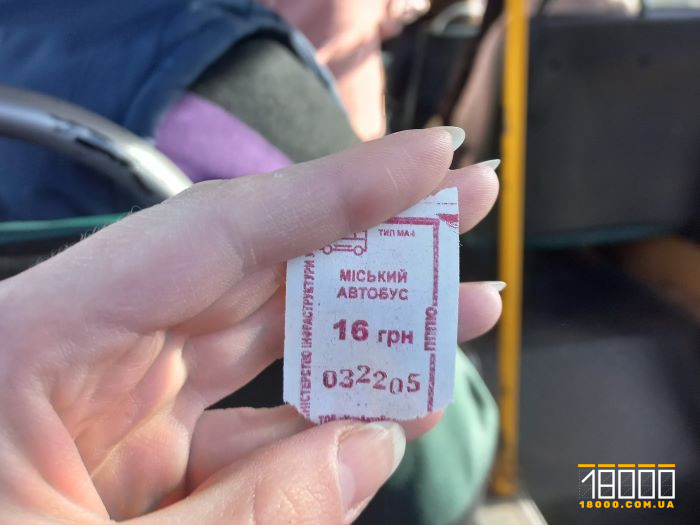 ТИП МА-I
МІСЬКИЙ
АВТОБУС
16 грн
032205
18000
18000.COM.UA